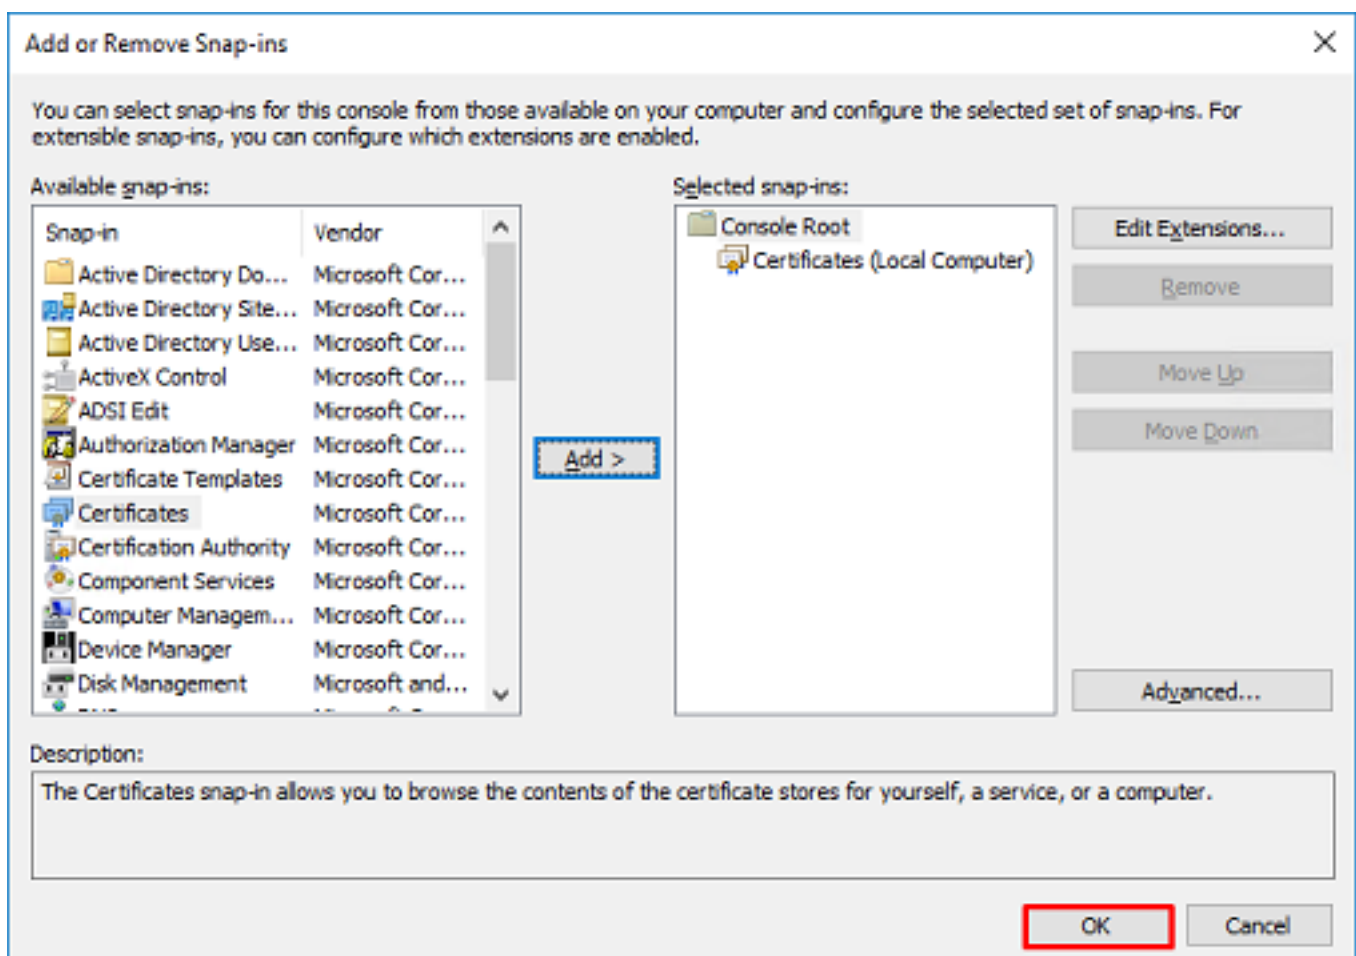 Add or Remove Snap-ins
You can select snap-ins for this console from those available on your computer and configure the selected set of snap-ins. For
extensible snap-ins, you can configure which extensions are enabled.
Available snap-ins:
Snap-in Vendor
Active Directory Do... Microsoft Cor...
Active Directory Site... Microsoft Cor...
Active Directory Use... Microsoft Cor...
ActiveX Control Microsoft Cor...
ADSI Edit Microsoft Cor...
Authorization Manager Microsoft Cor...
Certificate Templates Microsoft Cor...
Certificates Microsoft Cor...
Certification Authority Microsoft Cor...
Component Services Microsoft Cor...
Computer Managem... Microsoft Cor...
Device Manager Microsoft Cor...
Disk Management Microsoft and...
Add >
Selected snap-ins:
Console Root
Certificates (Local Computer)
Edit Extensions...
Remove
Move Up
Move Down
Advanced...
Description:
The Certificates snap-in allows you to browse the contents of the certificate stores for yourself, a service, or a computer.
OK
Cancel